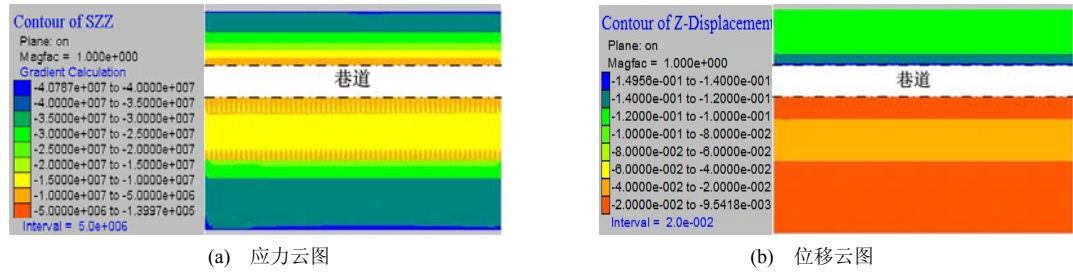 Contour of SZZ
Plane: on
Magfac = 1.000e+000
Gradient Calculation
-4.0787e+007 to -4.0000e+007
-4.0000e+007 to -3.5000e+007
-3.5000e+007 to -3.0000e+007
-3.0000e+007 to -2.5000e+007
-2.5000e+007 to -2.0000e+007
-2.0000e+007 to -1.5000e+007
-1.5000e+007 to -1.0000e+007
-1.0000e+007 to -5.0000e+006
-5.0000e+006 to -1.3997e+005
Interval = 5.0e+006
巷道
(a) 应力云图
Contour of Z-Displacement
Plane: on
Magfac = 1.000e+000
-1.4956e-001 to -1.4000e-001
-1.4000e-001 to -1.2000e-001
-1.2000e-001 to -1.0000e-001
-1.0000e-001 to -8.0000e-002
-8.0000e-002 to -6.0000e-002
-6.0000e-002 to -4.0000e-002
-4.0000e-002 to -2.0000e-002
-2.0000e-002 to -9.5418e-003
Interval = 2.0e-002
巷道
(b) 位移云图